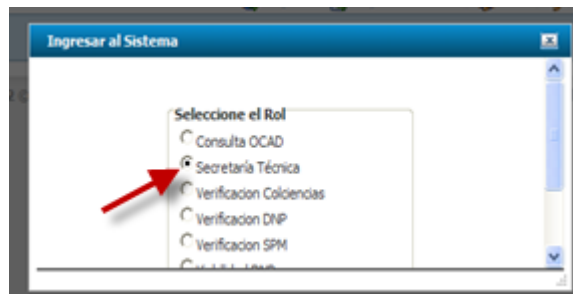 Ingresar al Sistema
Seleccione el Rol
Consulta OCAD
Secretaría Técnica
Verificacion Colciencias
Verificacion DNP
Verificacion SPM